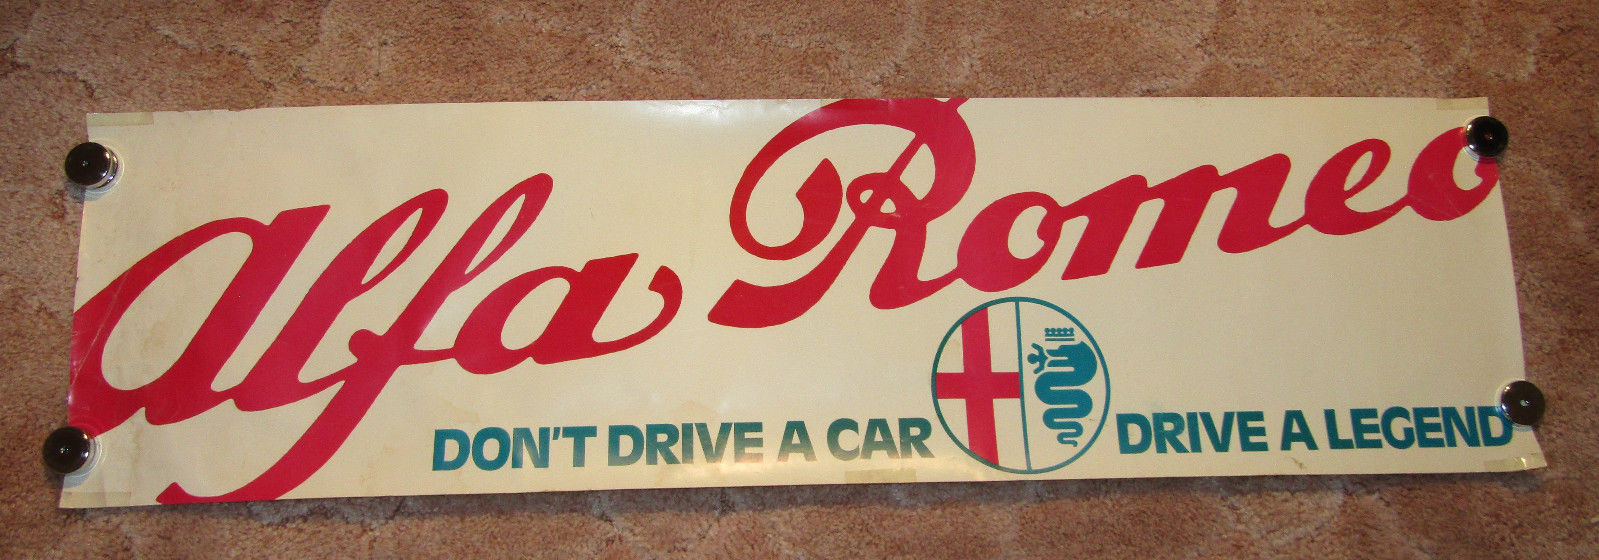 Alfa Romeo
DON'T DRIVE A CAR DRIVE A LEGEND